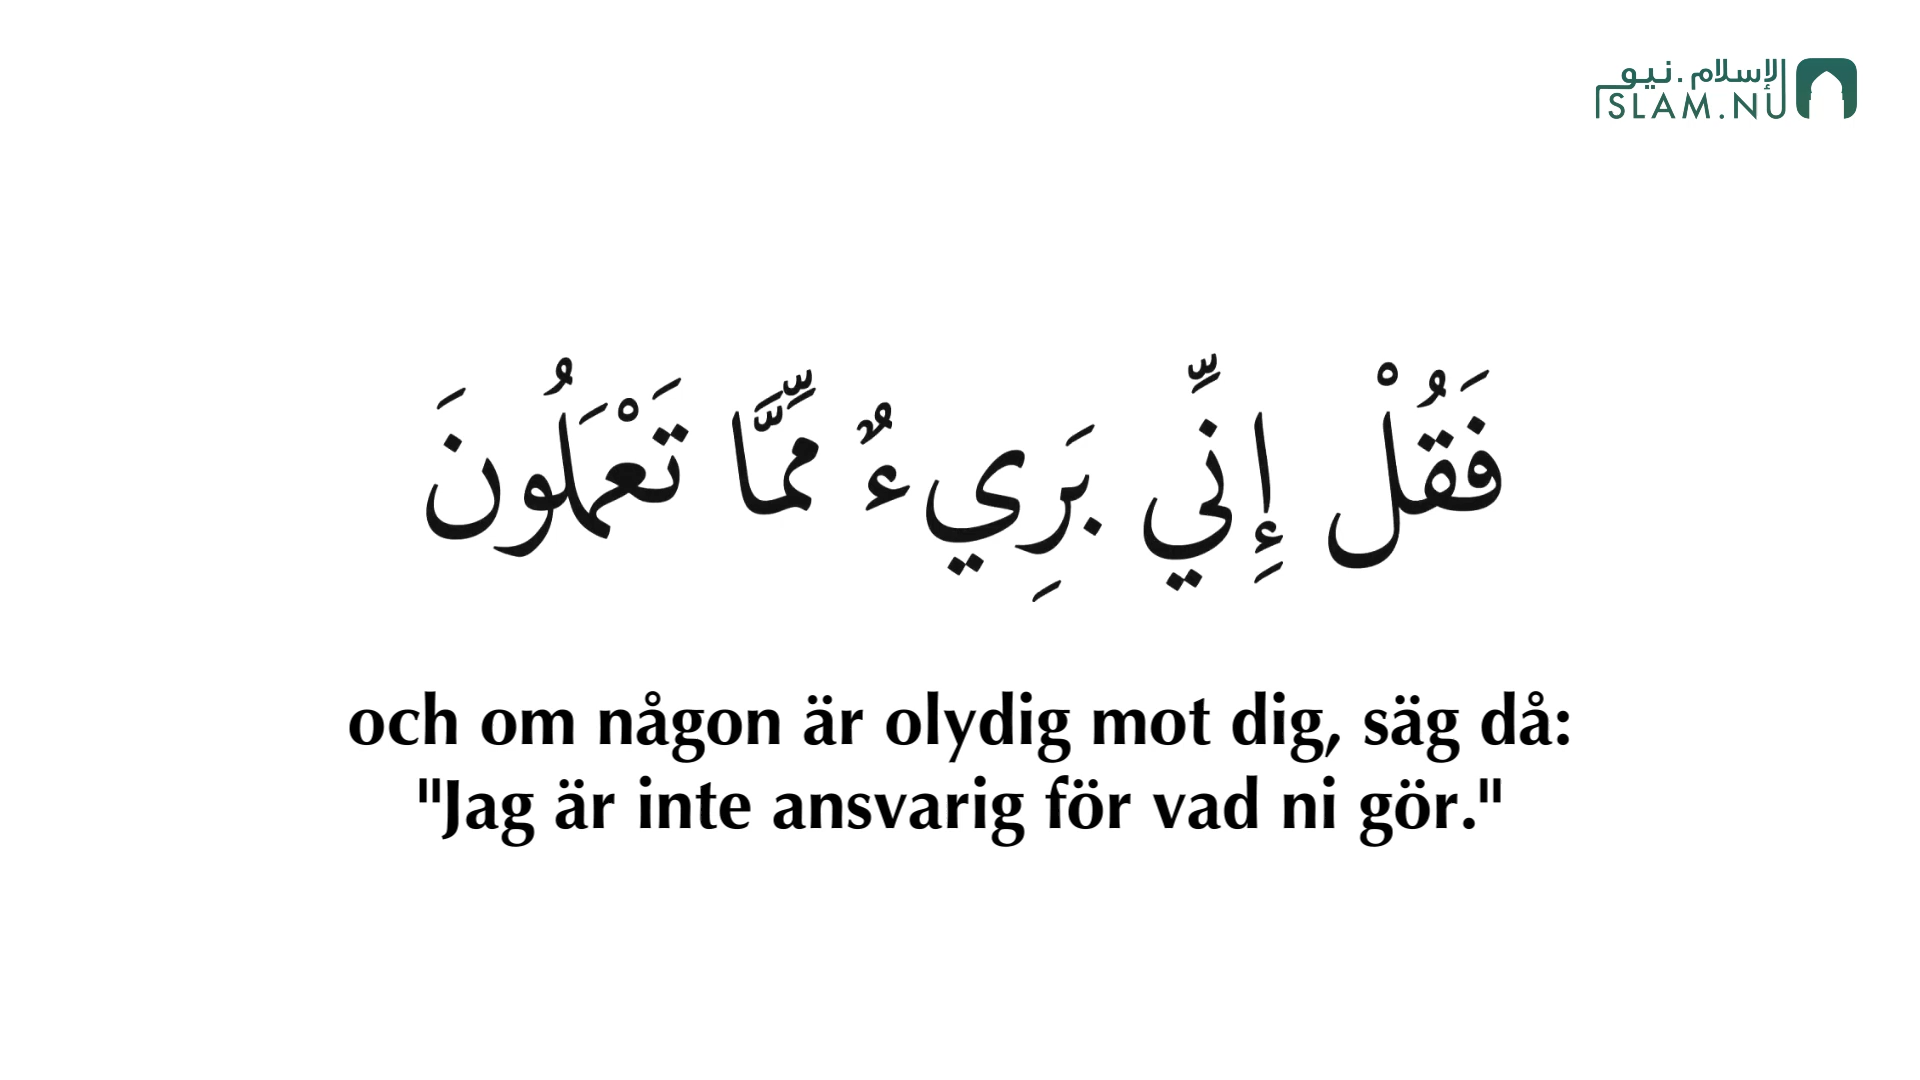 الإسلام.نيو
ISLAM.NU
فَقُلْ إِنِّي بَرِيءٌ مِّمَّا تَعْمَلُونَ
och om någon är olydig mot dig, säg då:
"Jag är inte ansvarig för vad ni gör."